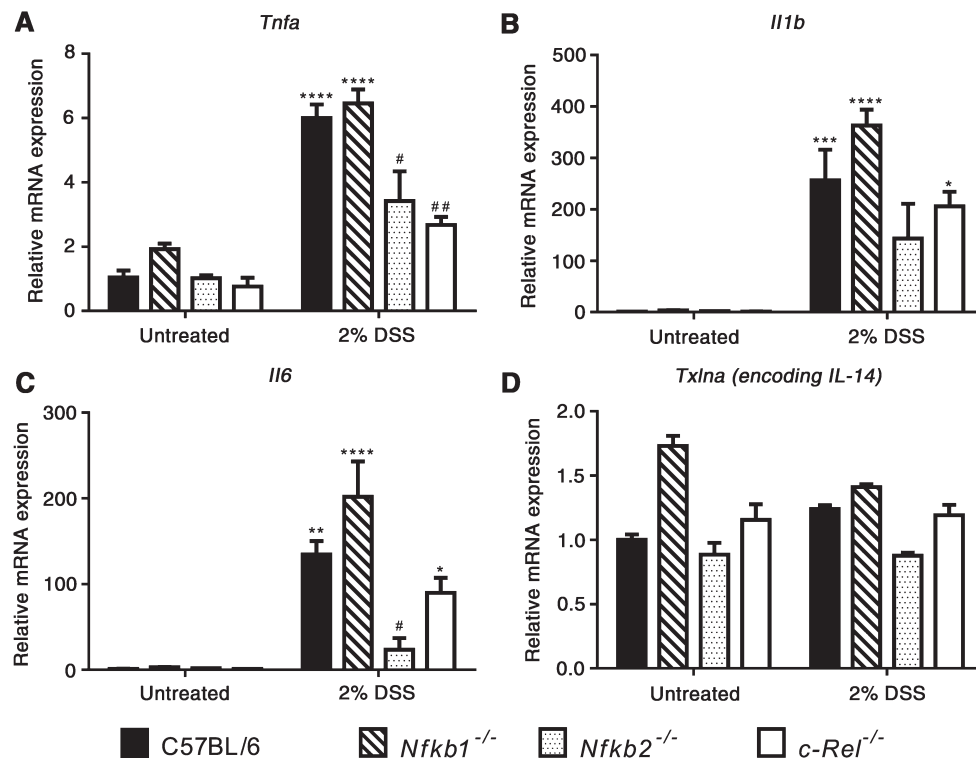 A
Tnfa
Relative mRNA expression
8
6
4
2
0
****
****
#
##
Untreated
2% DSS
B
Il1b
Relative mRNA expression
500
400
300
200
100
0
***
****
*
Untreated
2% DSS
C
Il6
Relative mRNA expression
300
200
100
0
**
****
#
*
Untreated
2% DSS
D
Txlna (encoding IL-14)
Relative mRNA expression
2.0
1.5
1.0
0.5
0.0
Untreated
2% DSS
C57BL/6
Nfkb1-/-
Nfkb2-/-
c-Rel-/-